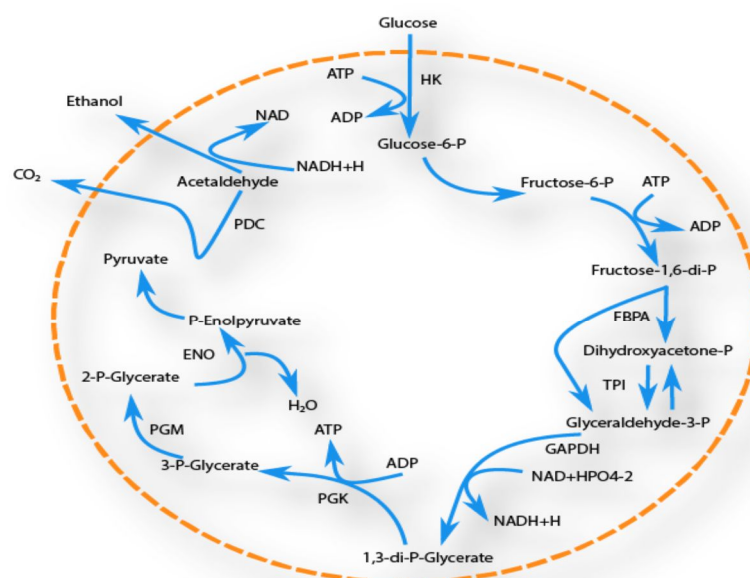 Glucose
ATP
HK
ADP
Glucose-6-P
Fructose-6-P
ATP
ADP
Fructose-1,6-di-P
FBPA
Dihydroxyacetone-P
TPI
Glyceraldehyde-3-P
GAPDH
NAD+HPO4-2
NADH+H
1,3-di-P-Glycerate
ADP
ATP
PGK
3-P-Glycerate
PGM
2-P-Glycerate
ENO
H₂O
P-Enolpyruvate
Pyruvate
PDC
CO₂
Acetaldehyde
NADH+H
NAD
Ethanol